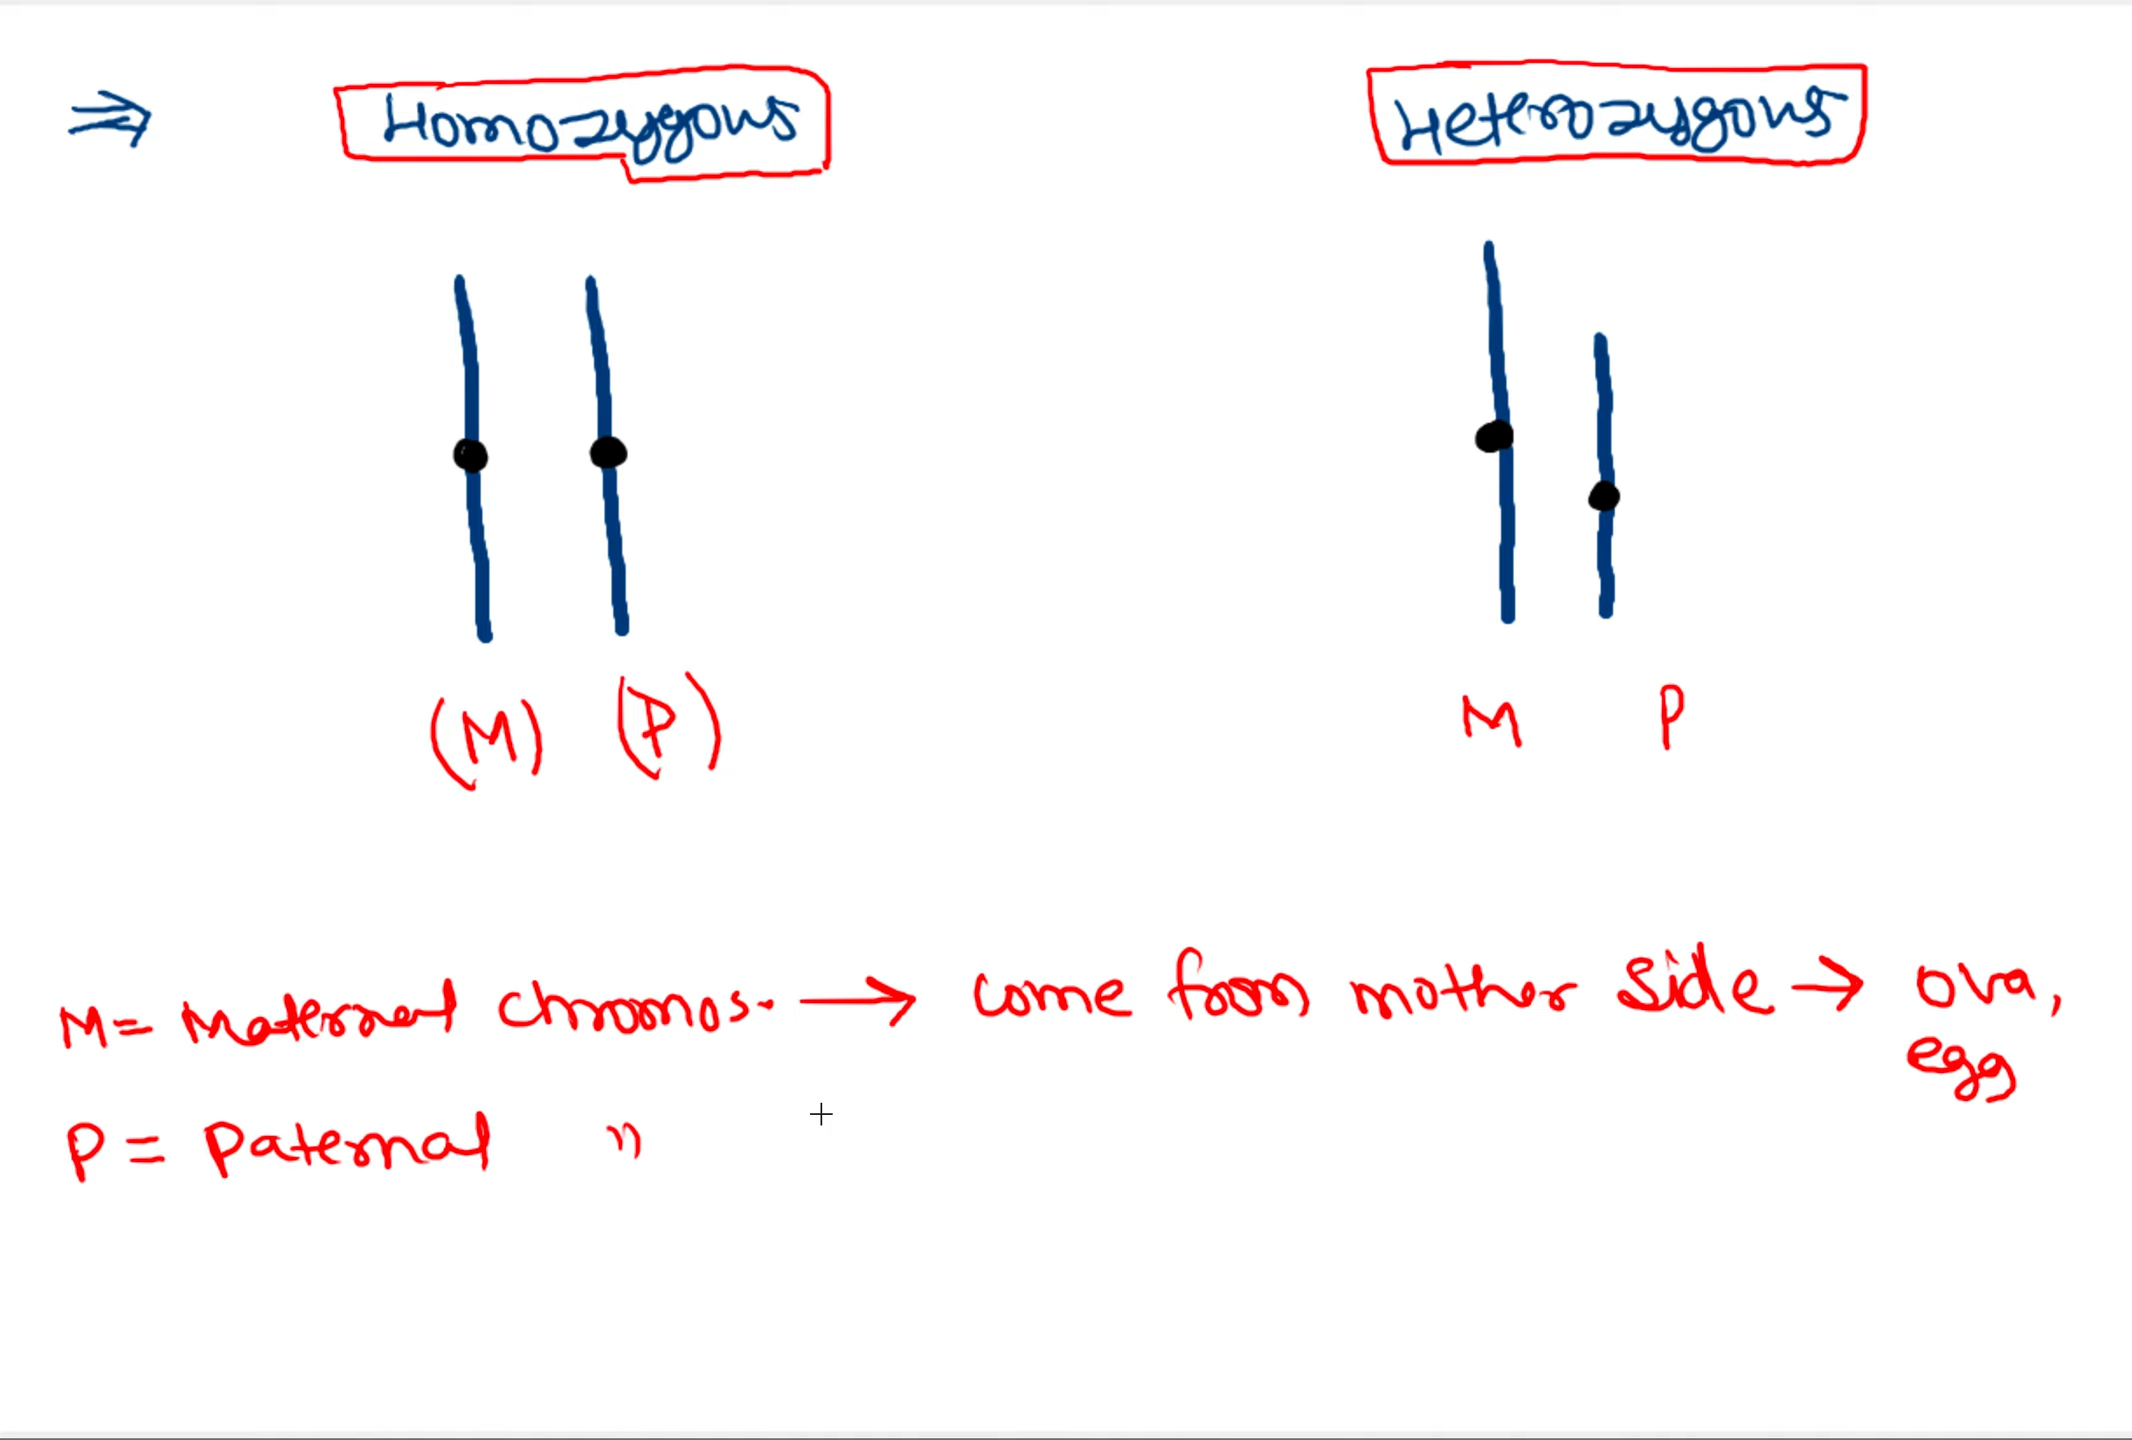 ⇒ Homozygous Heterozygous
(M) (P) M P
M = Maternal chromos. → come from mother side → ova,
egg
P = Paternal "